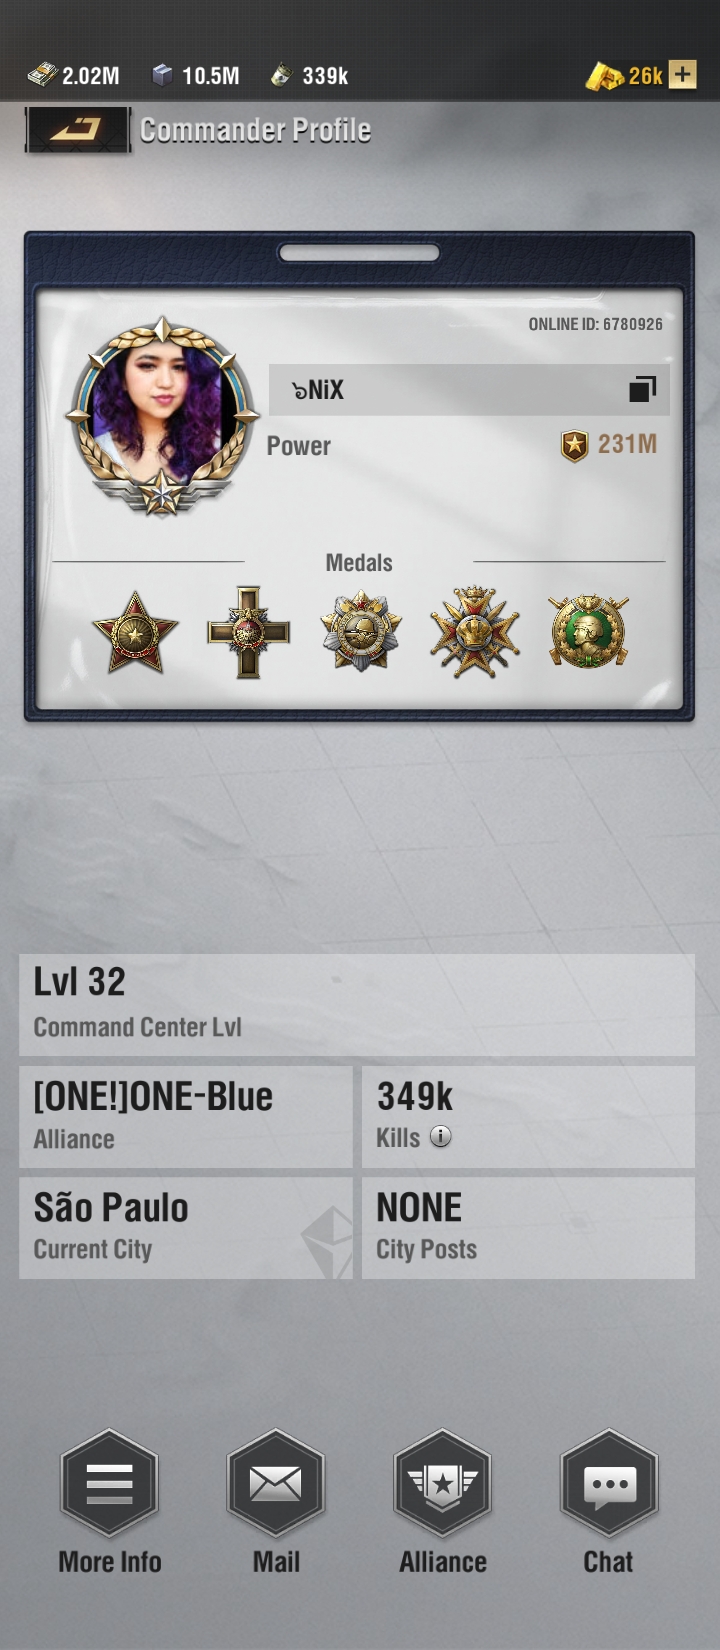 2.02M 10.5M 339k 26k +
Commander Profile
ONLINE ID: 6780926
ঌNiX
Power 231M
Medals
Lvl 32
Command Center Lvl
[ONE!]ONE-Blue
Alliance
349k
Kills
São Paulo
Current City
NONE
City Posts
More Info Mail Alliance Chat